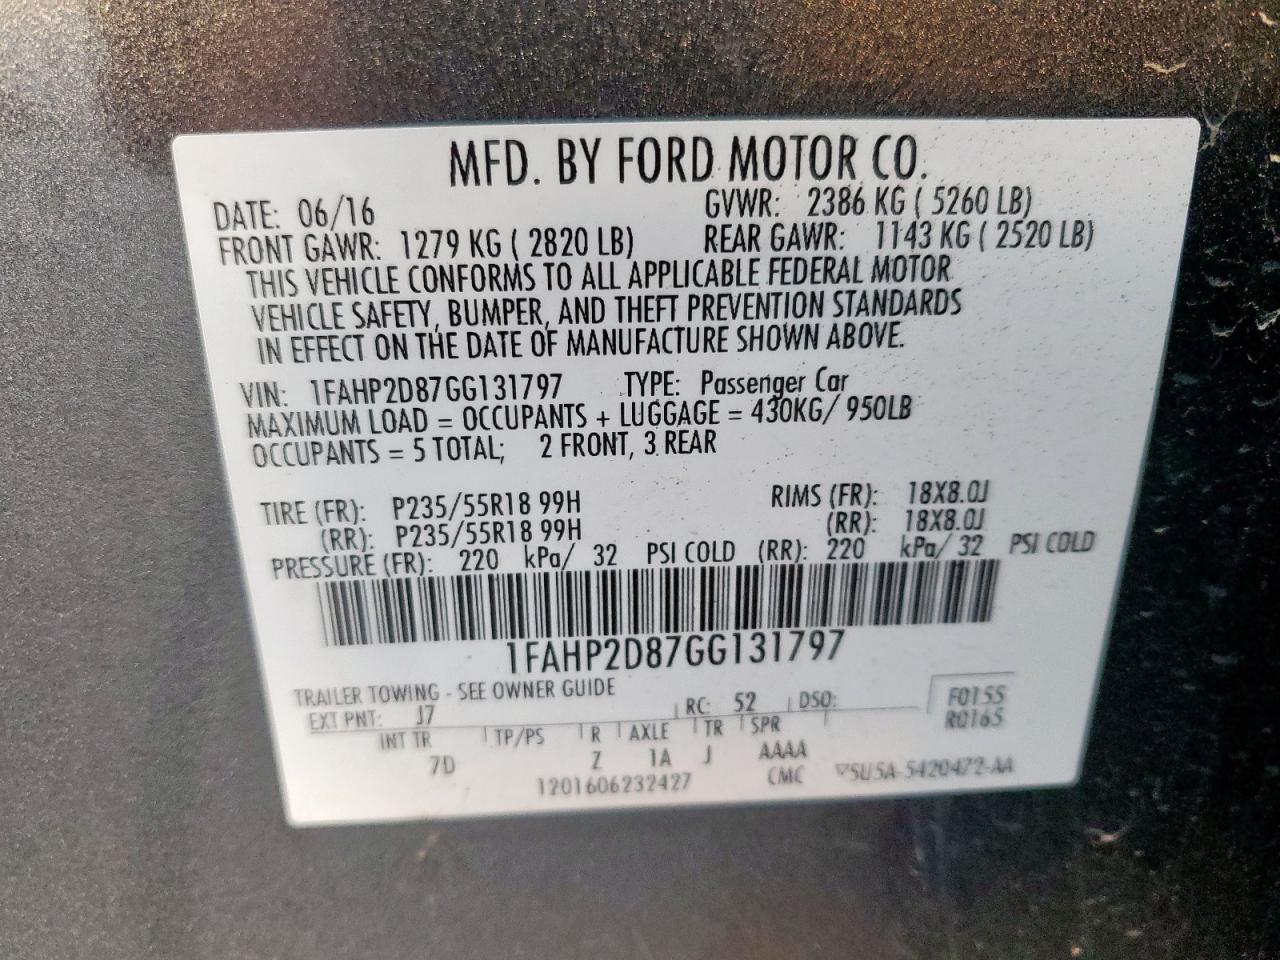 MFD. BY FORD MOTOR CO.
DATE: 06/16 GVWR: 2386 KG ( 5260 LB)
FRONT GAWR: 1279 KG ( 2820 LB) REAR GAWR: 1143 KG ( 2520 LB)
THIS VEHICLE CONFORMS TO ALL APPLICABLE FEDERAL MOTOR
VEHICLE SAFETY, BUMPER, AND THEFT PREVENTION STANDARDS
IN EFFECT ON THE DATE OF MANUFACTURE SHOWN ABOVE.
VIN: 1FAHP2D87GG131797 TYPE: Passenger Car
MAXIMUM LOAD = OCCUPANTS + LUGGAGE = 430KG/ 950LB
OCCUPANTS = 5 TOTAL; 2 FRONT, 3 REAR
TIRE (FR): P235/55R18 99H RIMS (FR): 18X8.0J
(RR): P235/55R18 99H (RR): 18X8.0J
PRESSURE (FR): 220 kPa/ 32 PSI COLD (RR): 220 kPa/ 32 PSI COLD
1FAHP2D87GG131797
TRAILER TOWING - SEE OWNER GUIDE
EXT PNT: J7 RC: 52 DSO: F0155
R0165
INT TR TP/PS R AXLE TR SPR
7D Z 1A J AAAA
1201606232427 CMC 5U5A-5420472-AA